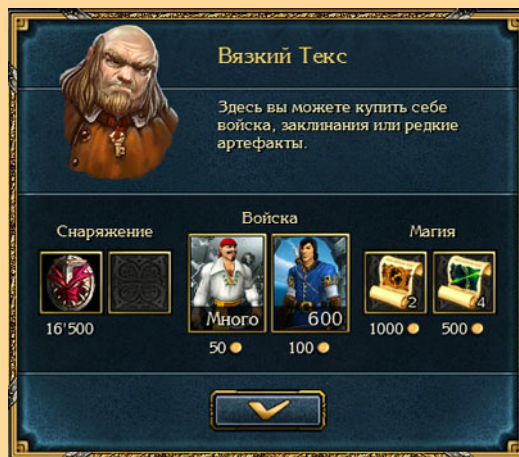 Вязкий Текс
Здесь вы можете купить себе
войска, заклинания или редкие
артефакты.
Снаряжение
Войска
Магия
Много
600
2
4
16'500
50
100
1000
500